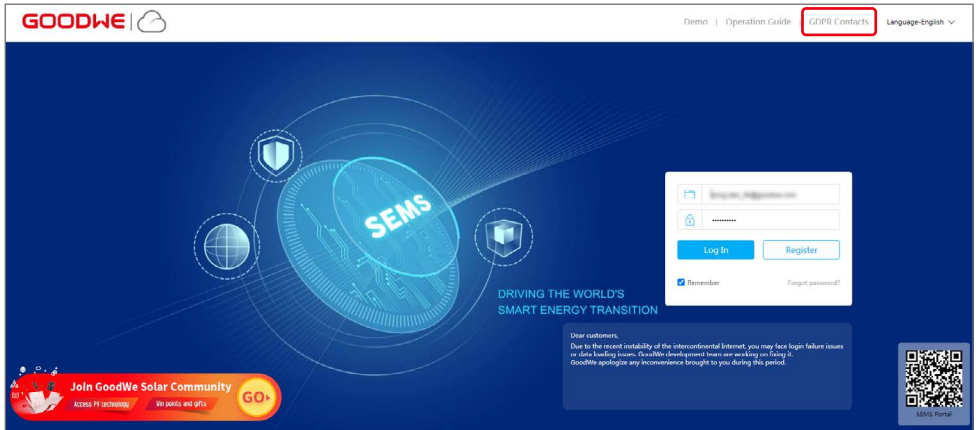 GOODWE
Demo | Operation Guide | GDPR Contacts Language-English
SEMS
Log In Register
Remember Forgot password?
DRIVING THE WORLD'S
SMART ENERGY TRANSITION
Dear customers,
Due to the recent instability of the intercontinental Internet, you may face login failure issues
or data loading issues. GoodWe development team are working on fixing it.
GoodWe apologize any inconvenience brought to you during this period.
Join GoodWe Solar Community
Access PV technology Win points and gifts
GO
SEMS Portal